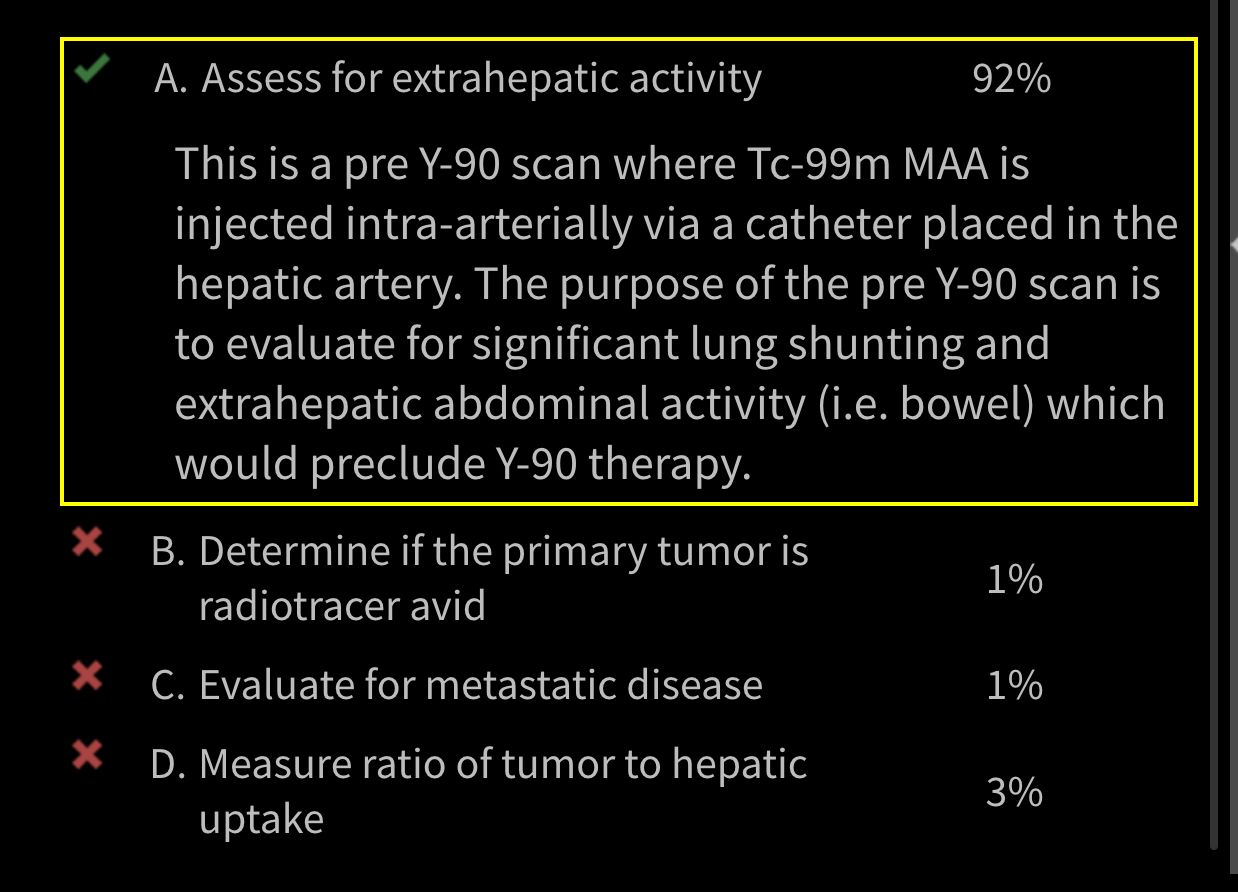 A. Assess for extrahepatic activity 92%
This is a pre Y-90 scan where Tc-99m MAA is
injected intra-arterially via a catheter placed in the
hepatic artery. The purpose of the pre Y-90 scan is
to evaluate for significant lung shunting and
extrahepatic abdominal activity (i.e. bowel) which
would preclude Y-90 therapy.
B. Determine if the primary tumor is
radiotracer avid 1%
C. Evaluate for metastatic disease 1%
D. Measure ratio of tumor to hepatic
uptake 3%